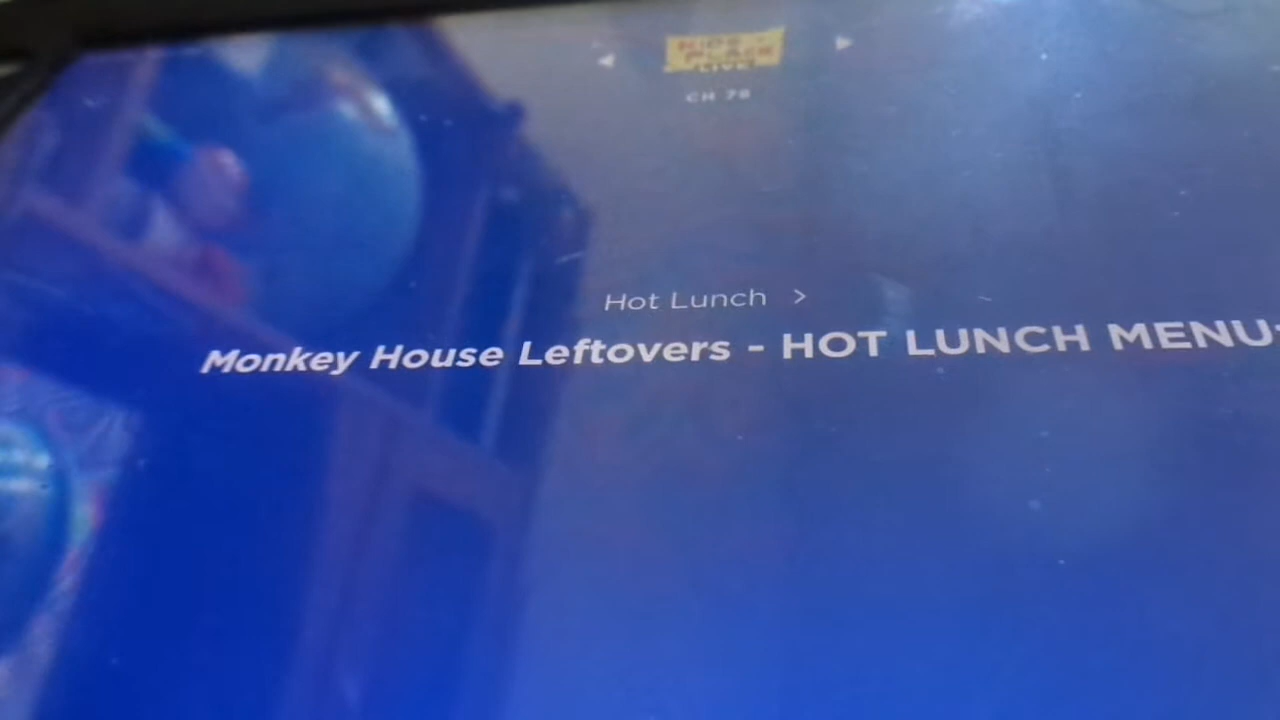 KIDS PLACE
LIVE
CH 78
Hot Lunch >
Monkey House Leftovers - HOT LUNCH MENU